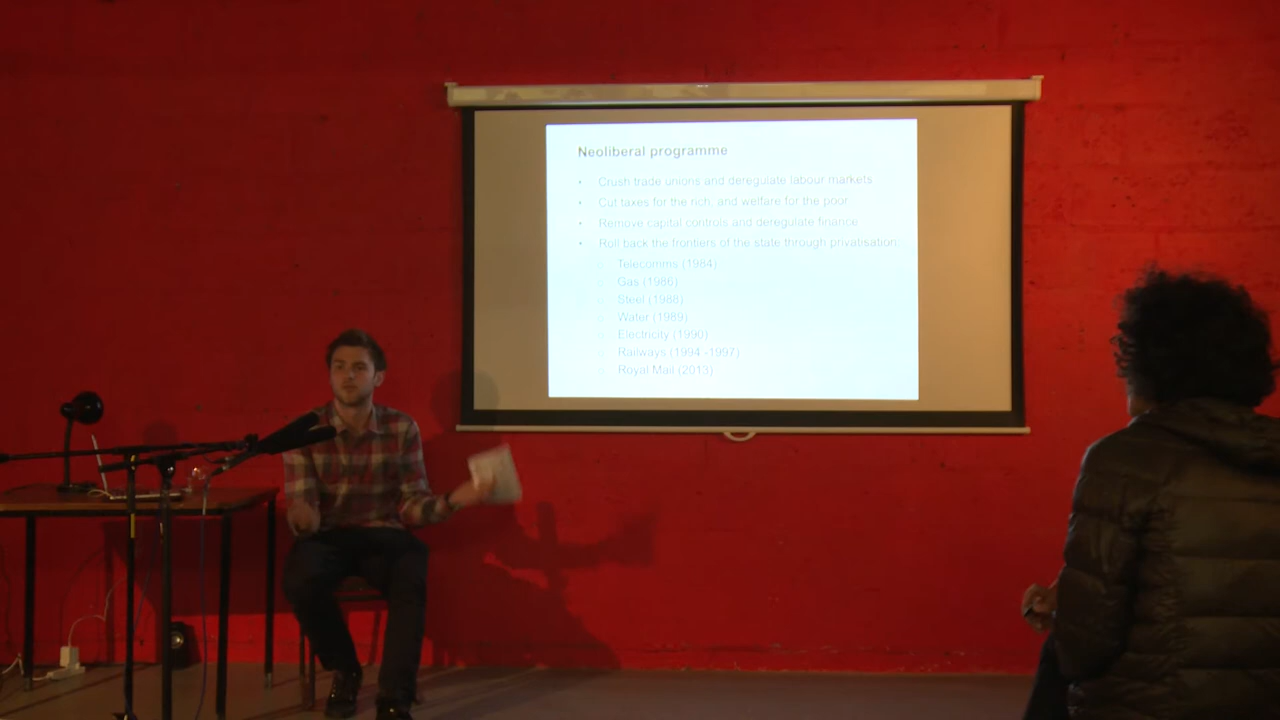 Neoliberal programme
• Crush trade unions and deregulate labour markets
• Cut taxes for the rich, and welfare for the poor
• Remove capital controls and deregulate finance
• Roll back the frontiers of the state through privatisation:
o Telecomms (1984)
o Gas (1986)
o Steel (1988)
o Water (1989)
o Electricity (1990)
o Railways (1994 -1997)
o Royal Mail (2013)